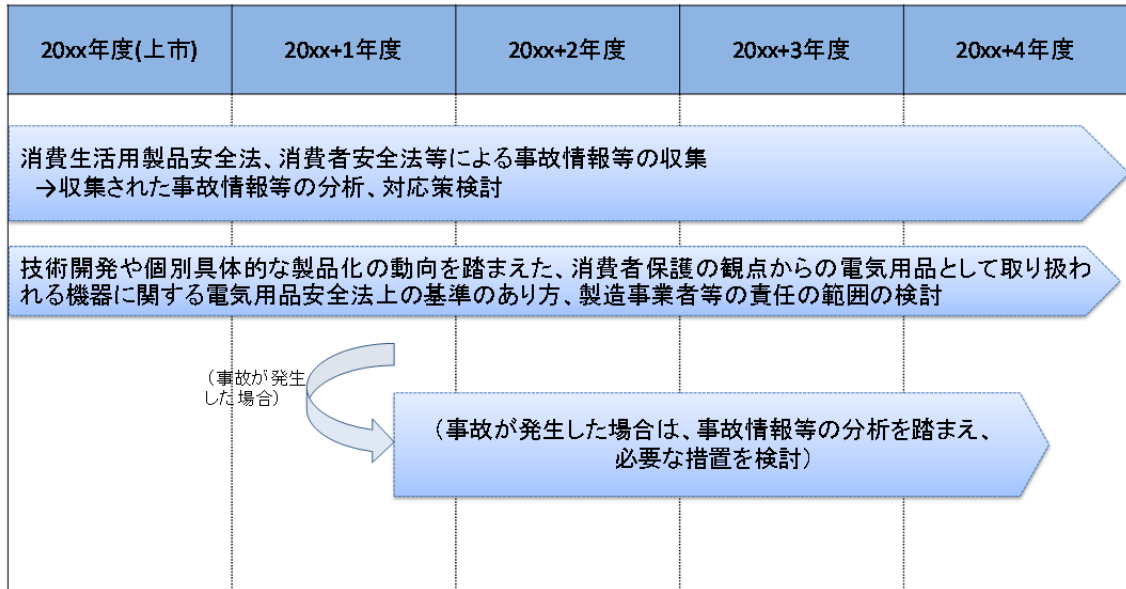 20xx年度(上市)
20xx+1年度
20xx+2年度
20xx+3年度
20xx+4年度
消費生活用製品安全法、消費者安全法等による事故情報等の収集
→収集された事故情報等の分析、対応策検討
技術開発や個別具体的な製品化の動向を踏まえた、消費者保護の観点からの電気用品として取り扱わ
れる機器に関する電気用品安全法上の基準のあり方、製造事業者等の責任の範囲の検討
（事故が発生
した場合）
（事故が発生した場合は、事故情報等の分析を踏まえ、
必要な措置を検討）